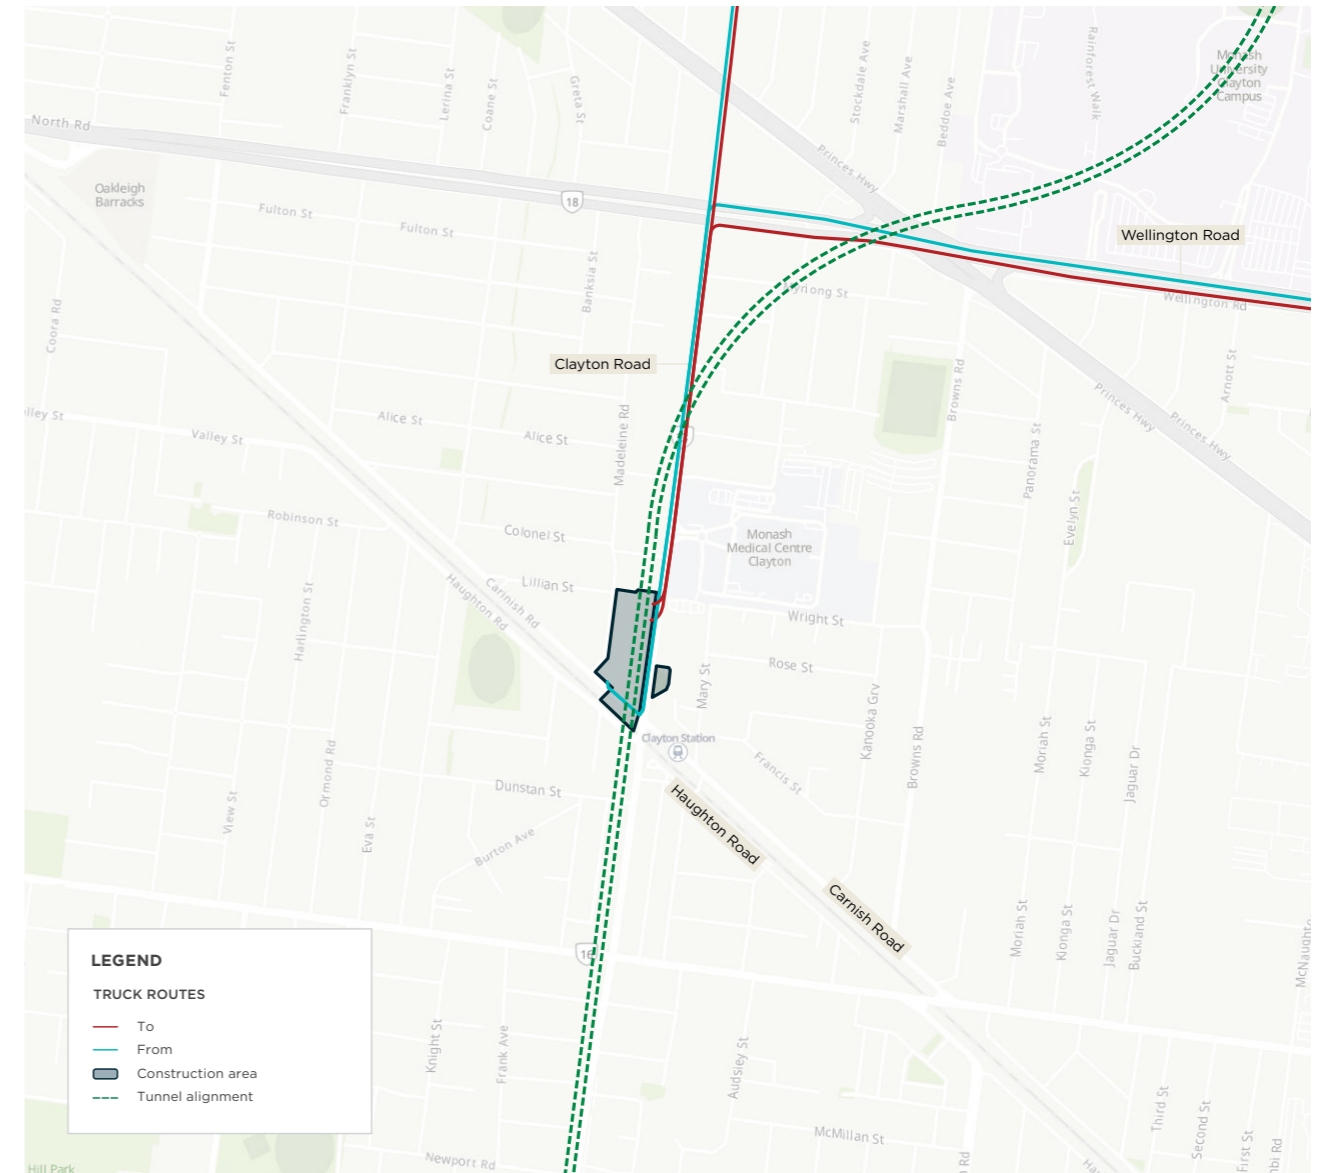 Fenton St
Franklyn St
Lerina St
Coane St
Greta St
Stockdale Ave
Marshall Ave
Beddoe Ave
Rainforest Walk
Monash
University
Clayton
Campus
North Rd
Princes Hwy
Oakleigh
Barracks
18
Fulton St
Fulton St
Wellington Road
Banksia St
Wellington Rd
Coora Rd
Clayton Road
Arnott St
Browns Rd
Princes Hwy
Princes Hwy
Valley St
Alice St
Alice St
Madeleine Rd
Panorama St
Evelyn St
Robinson St
Colonel St
Monash
Medical Centre
Clayton
Lillian St
Carinish Rd
Haughton Rd
Harlington St
Wright St
Rose St
Mary St
Kanooka Grv
Browns Rd
Moriah St
Kionga St
Jaguar Dr
Clayton Station
Francis St
Ormond Rd
View St
Eva St
Dunstan St
Burton Ave
Haughton Road
Carnish Road
Moriah St
Kionga St
Jaguar Dr
Buckland St
LEGEND
TRUCK ROUTES
To
From
Construction area
Tunnel alignment
Knight St
Frank Ave
Audsley St
McMillan St
Newport Rd
Third St
Second St
First St
Hill Park